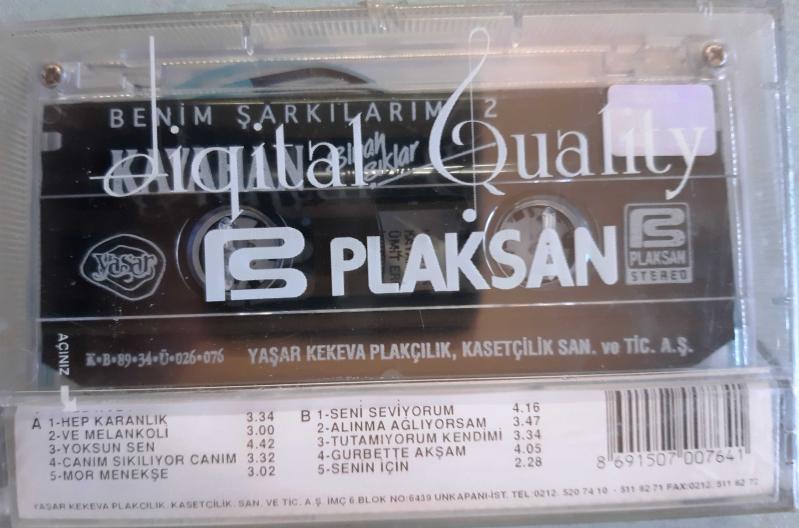 BENİM ŞARKILARIM 2
KAYAHAN
Digital Quality
Yaşar
PLAKSAN
PLAKSAN
STEREO
AÇINIZ
K•B•89•34•Ü•026•076
YAŞAR KEKEVA PLAKÇILIK, KASETÇİLİK SAN. ve TİC. A.Ş.
A 1-HEP KARANLIK 3.34
2-VE MELANKOLİ 3.00
3-YOKSUN SEN 4.42
4-CANIM SIKILIYOR CANIM 3.32
5-MOR MENEKŞE 3.02
B 1-SENİ SEVİYORUM 4.16
2-ALINMA AĞLIYORSAM 3.47
3-TUTAMIYORUM KENDİMİ 3.34
4-GURBETTE AKŞAM 4.05
5-SENİN İÇİN 2.28
8 691507 007641
YAŞAR KEKEVA PLAKÇILIK, KASETÇİLİK. SAN. VE TİC. A.Ş. İMÇ 6.BLOK NO:6439 UNKAPANI-İST. TEL:0212. 520 74 10 - 511 82 71 FAX:0212. 511 82 72